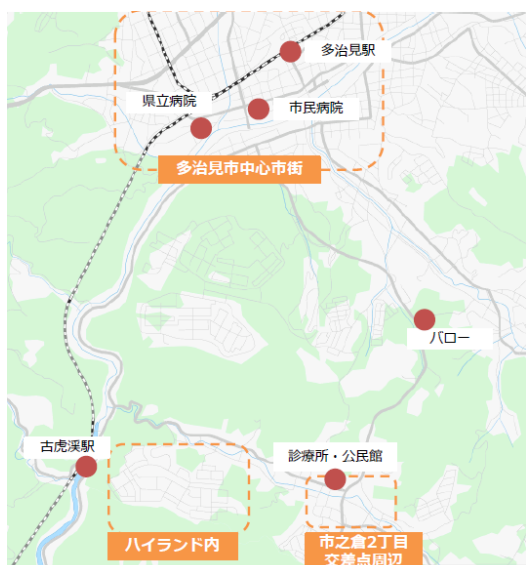 多治見駅
県立病院
市民病院
多治見市中心市街
バロー
古虎渓駅
診療所・公民館
ハイランド内
市之倉2丁目
交差点周辺